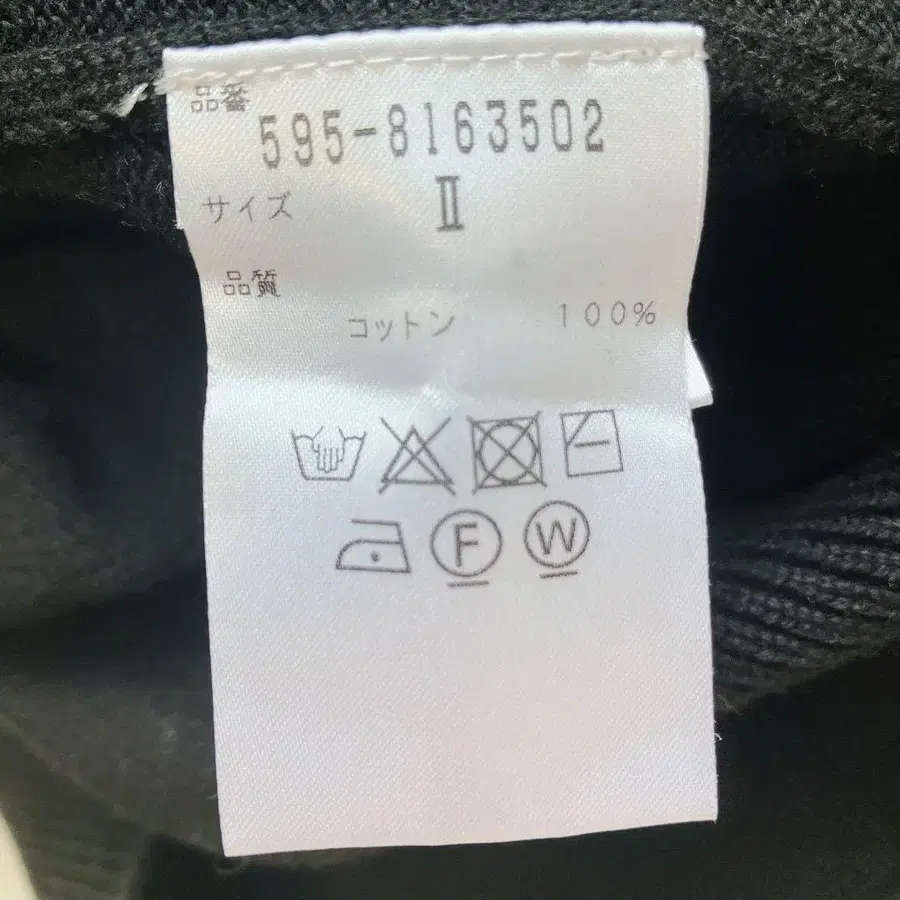 品番
595-8163502
サイズ II
品質
コットン 100%
F W